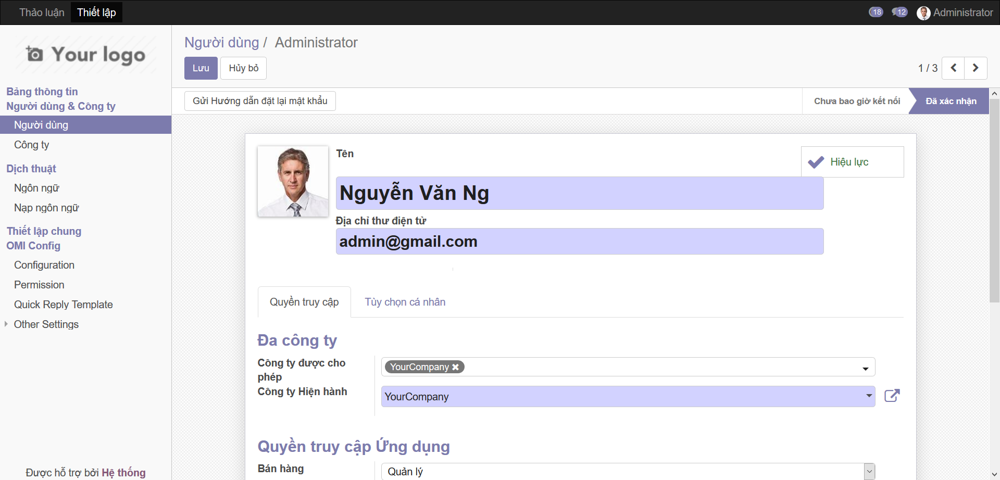 Thảo luận Thiết lập 18 12 Administrator
Your logo
Người dùng / Administrator
Lưu Hủy bỏ 1 / 3
Bảng thông tin
Người dùng & Công ty
Người dùng
Công ty
Dịch thuật
Ngôn ngữ
Nạp ngôn ngữ
Thiết lập chung
OMI Config
Configuration
Permission
Quick Reply Template
Other Settings
Được hỗ trợ bởi Hệ thống
Gửi Hướng dẫn đặt lại mật khẩu Chưa bao giờ kết nối Đã xác nhận
Tên
Hiệu lực
Nguyễn Văn Ng
Địa chỉ thư điện tử
admin@gmail.com
Quyền truy cập Tùy chọn cá nhân
Đa công ty
Công ty được cho
phép
YourCompany
Công ty Hiện hành YourCompany
Quyền truy cập Ứng dụng
Bán hàng Quản lý